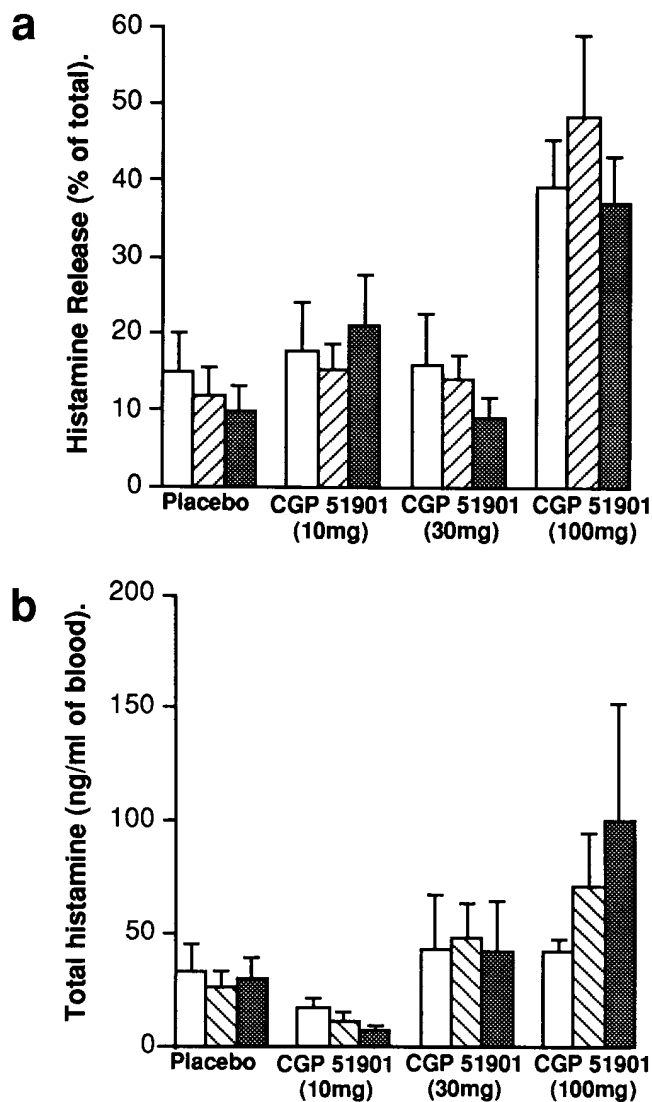 a
Histamine Release (% of total).
60
50
40
30
20
10
0
Placebo CGP 51901 CGP 51901 CGP 51901
(10mg) (30mg) (100mg)
b
Total histamine (ng/ml of blood).
200
150
100
50
0
Placebo CGP 51901 CGP 51901 CGP 51901
(10mg) (30mg) (100mg)